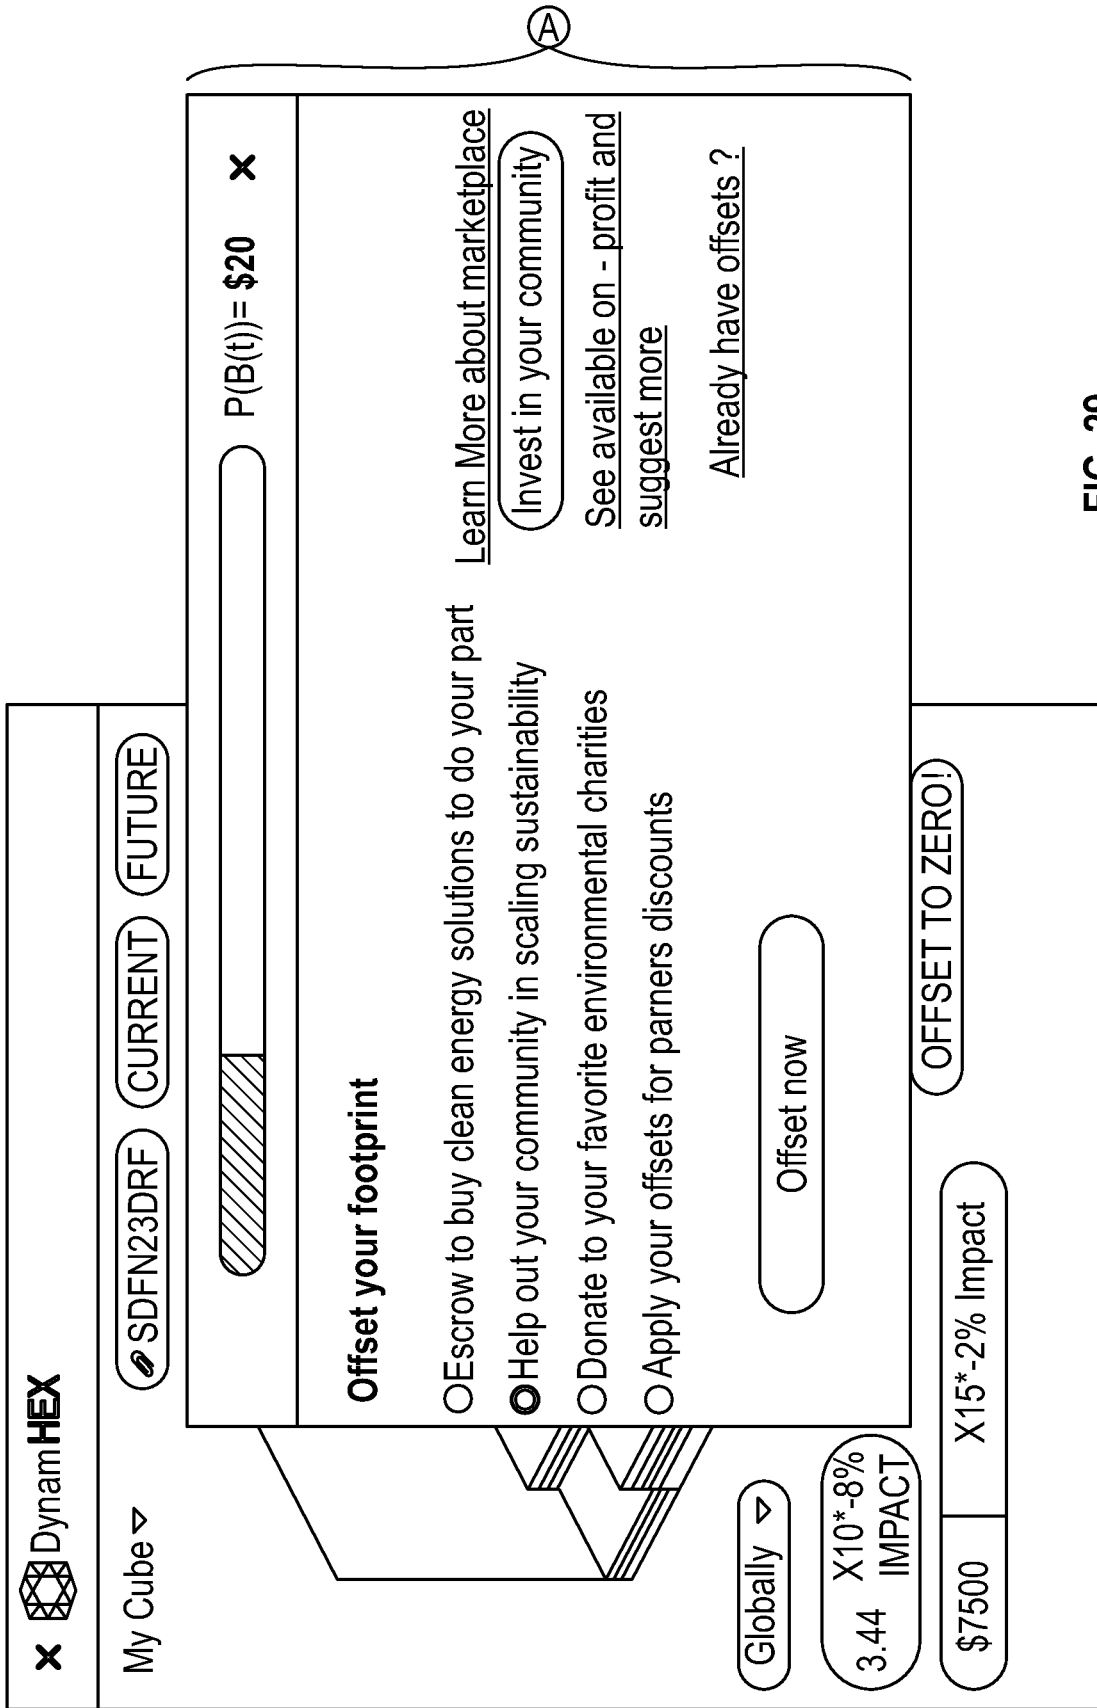 X DynamHEX
My Cube
SDFN23DRF CURRENT FUTURE
P(B(t))= $20 X
A
Offset your footprint
Escrow to buy clean energy solutions to do your part
Help out your community in scaling sustainability
Donate to your favorite environmental charities
Apply your offsets for parners discounts
Learn More about marketplace
Invest in your community
See available on - profit and
suggest more
Already have offsets ?
Offset now
Globally
3.44 X10*-8%
IMPACT
OFFSET TO ZERO!
$7500 X15*-2% Impact